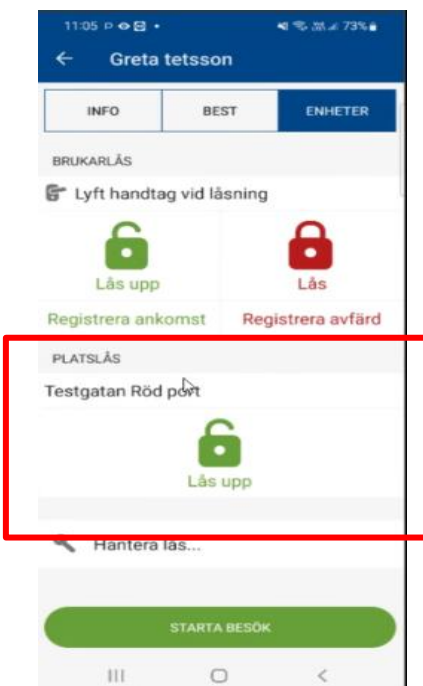 11:05 73%
← Greta tetsson
INFO BEST ENHETER
BRUKARLÅS
Lyft handtag vid låsning
Lås upp Lås
Registrera ankomst Registrera avfärd
PLATSLÅS
Testgatan Röd port
Lås upp
Hantera lås...
STARTA BESÖK